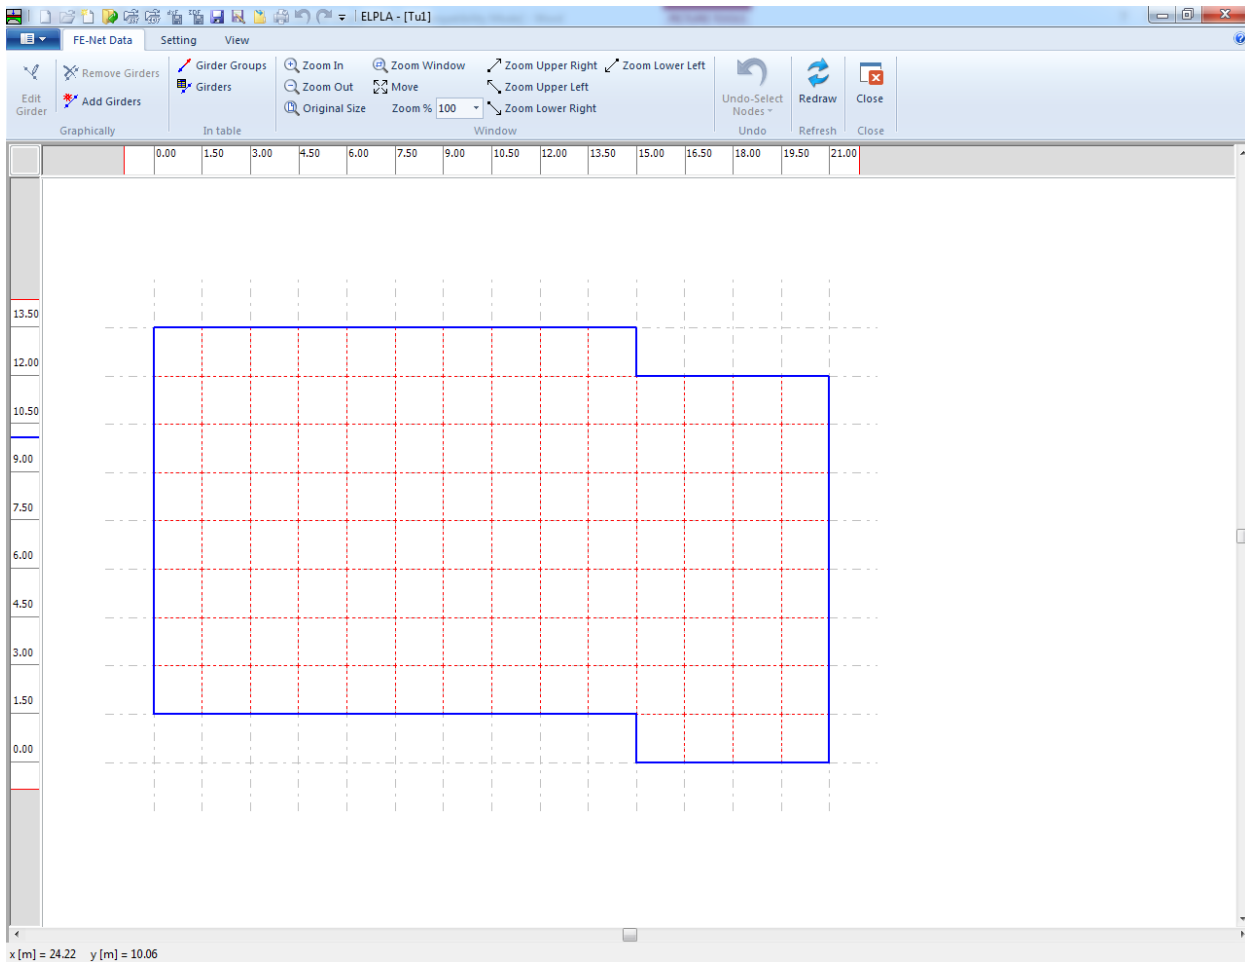 ELPLA - [Tu1]
FE-Net Data Setting View
Edit Girder
Remove Girders
Add Girders
Graphically
Girder Groups
Girders
In table
Zoom In
Zoom Out
Original Size
Zoom Window
Move
Zoom % 100
Zoom Upper Right
Zoom Upper Left
Zoom Lower Right
Zoom Lower Left
Window
Undo-Select Nodes
Undo
Redraw
Refresh
Close
Close
0.00 1.50 3.00 4.50 6.00 7.50 9.00 10.50 12.00 13.50 15.00 16.50 18.00 19.50 21.00
13.50
12.00
10.50
9.00
7.50
6.00
4.50
3.00
1.50
0.00
x [m] = 24.22 y [m] = 10.06